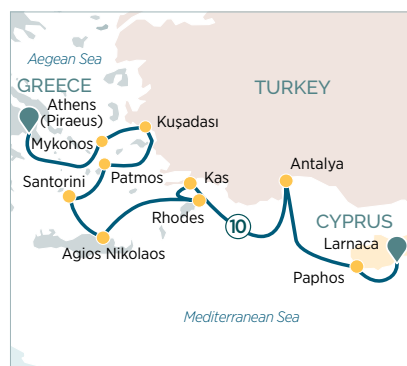 Aegean Sea
GREECE
TURKEY
Athens
(Piraeus)
Kuşadası
Mykonos
Antalya
Santorini
Patmos
Kas
Rhodes
10
CYPRUS
Larnaca
Agios Nikolaos
Paphos
Mediterranean Sea